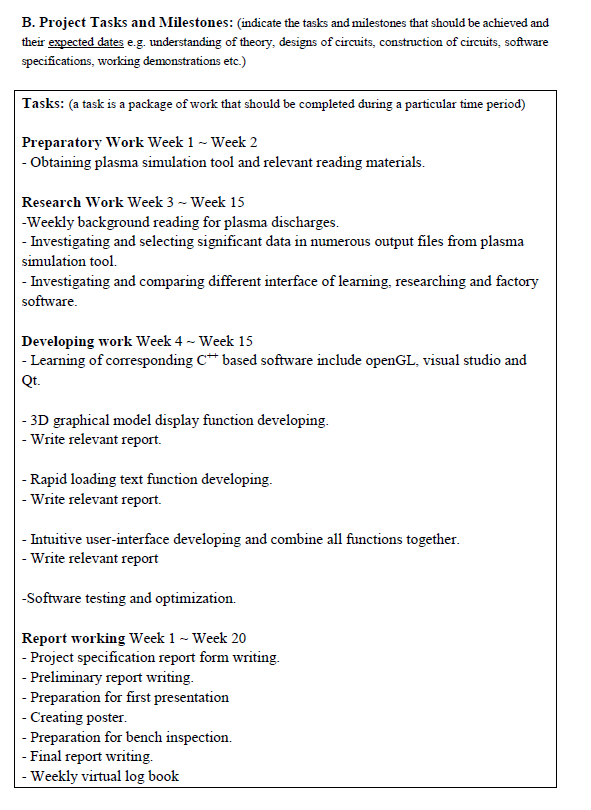 B. Project Tasks and Milestones: (indicate the tasks and milestones that should be achieved and
their expected dates e.g. understanding of theory, designs of circuits, construction of circuits, software
specifications, working demonstrations etc.)
Tasks: (a task is a package of work that should be completed during a particular time period)
Preparatory Work Week 1 ~ Week 2
- Obtaining plasma simulation tool and relevant reading materials.
Research Work Week 3 ~ Week 15
-Weekly background reading for plasma discharges.
- Investigating and selecting significant data in numerous output files from plasma
simulation tool.
- Investigating and comparing different interface of learning, researching and factory
software.
Developing work Week 4 ~ Week 15
- Learning of corresponding C++ based software include openGL, visual studio and
Qt.
- 3D graphical model display function developing.
- Write relevant report.
- Rapid loading text function developing.
- Write relevant report.
- Intuitive user-interface developing and combine all functions together.
- Write relevant report
-Software testing and optimization.
Report working Week 1 ~ Week 20
- Project specification report form writing.
- Preliminary report writing.
- Preparation for first presentation
- Creating poster.
- Preparation for bench inspection.
- Final report writing.
- Weekly virtual log book